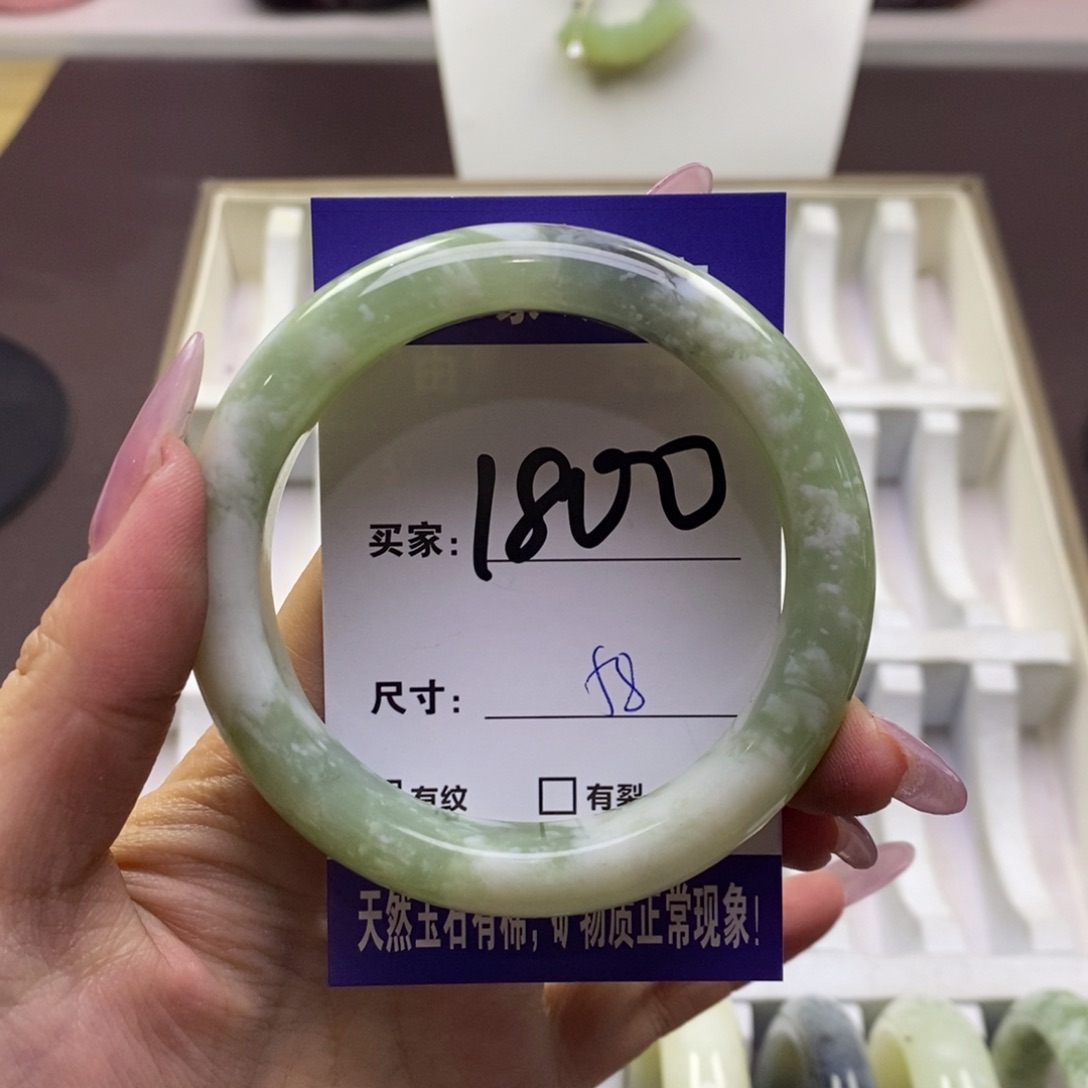 买家: 1800
尺寸: 58
有纹 有裂
天然玉石有棉, 矿物质正常现象!